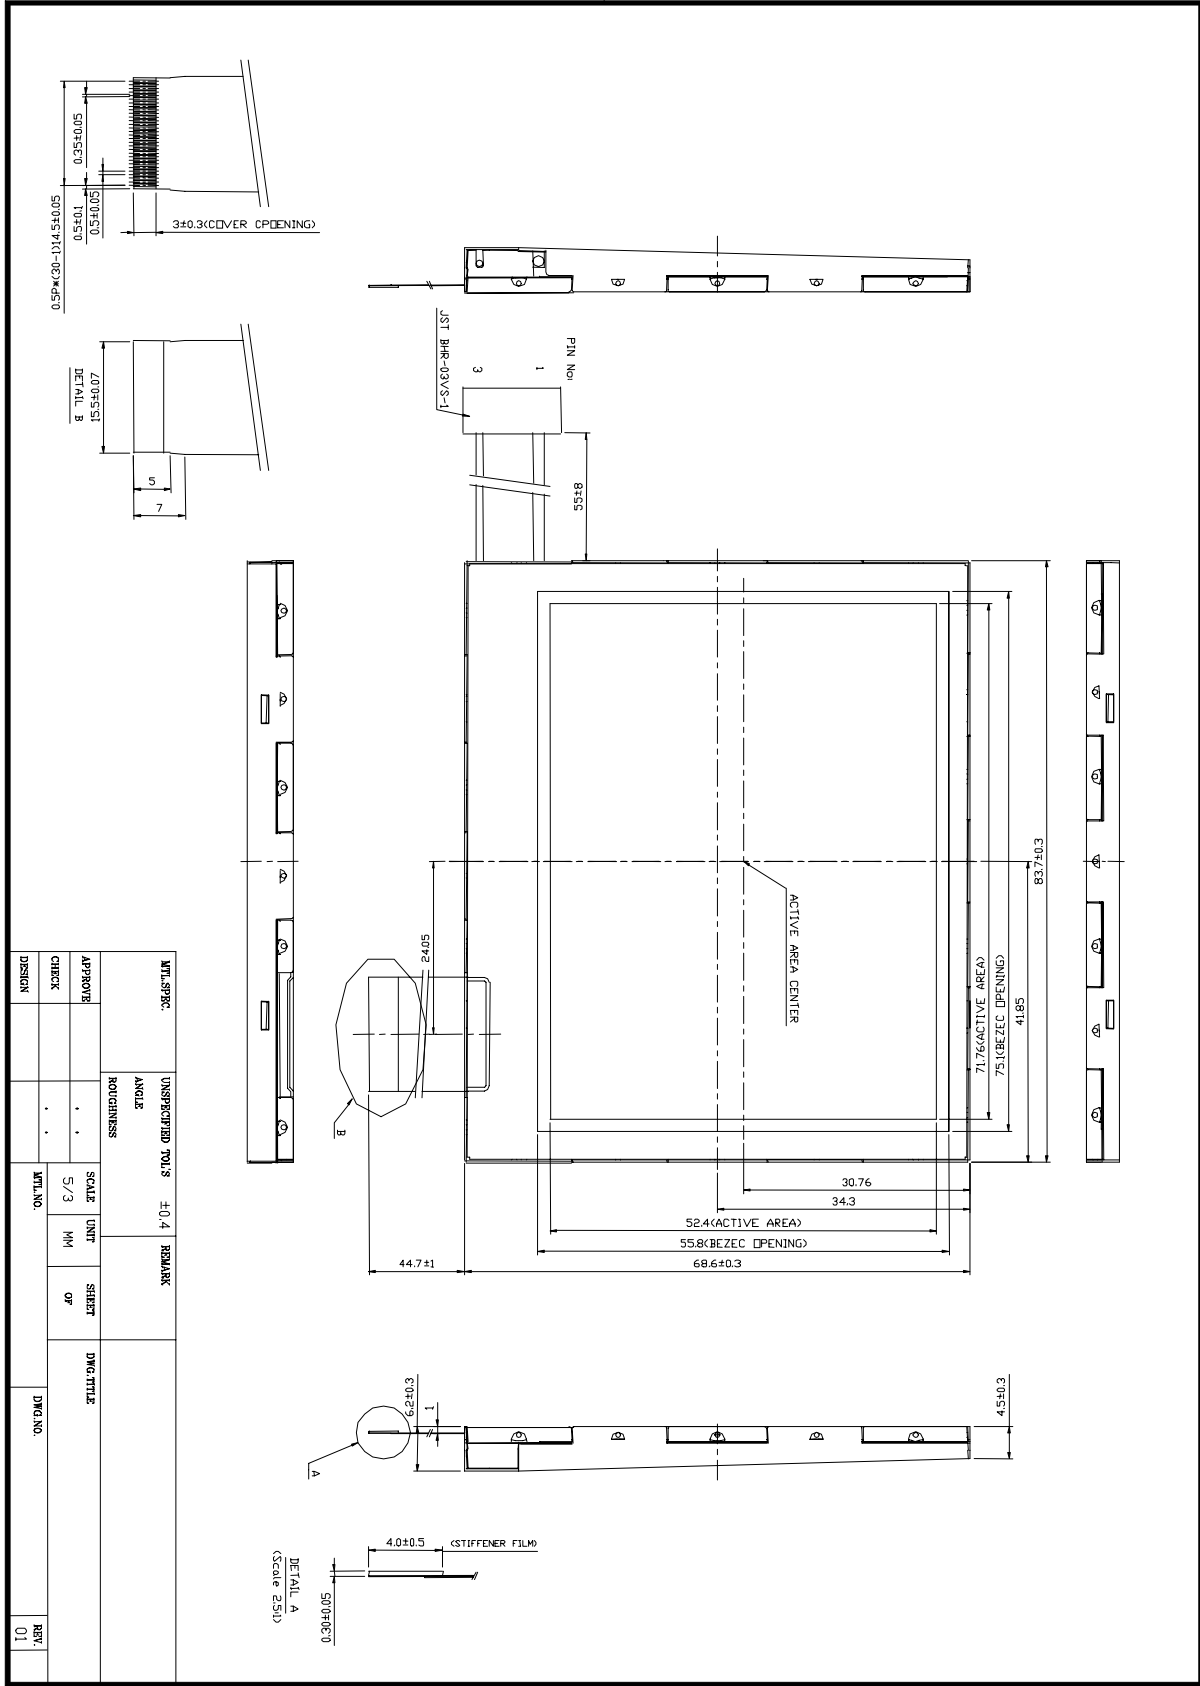 0.5P*(30-1)14.5±0.05
0.35±0.05
0.5±0.1
0.5±0.05
3±0.3(COVER CPOENING)
15.5±0.07
DETAIL B
5
7
JST BHR-03VS-1
PIN No:
1
3
55±8
83.7±0.3
41.85
75.1(BEZEC OPENING)
71.76(ACTIVE AREA)
ACTIVE AREA CENTER
24.05
B
30.76
34.3
52.4(ACTIVE AREA)
55.8(BEZEC OPENING)
68.6±0.3
44.7±1
6.2±0.3
1
4.5±0.3
A
4.0±0.5
(STIFFENER FILM)
0.30±0.05
DETAIL A
(Scale 2.5:1)
MTL.SPEC.
UNSPECIFIED TOL'S ±0.4
ANGLE
ROUGHNESS
REMARK
APPROVE
CHECK
DESIGN
SCALE
5/3
UNIT
MM
SHEET
OF
DWG.TITLE
MTL.NO.
DWG.NO.
REV.
01